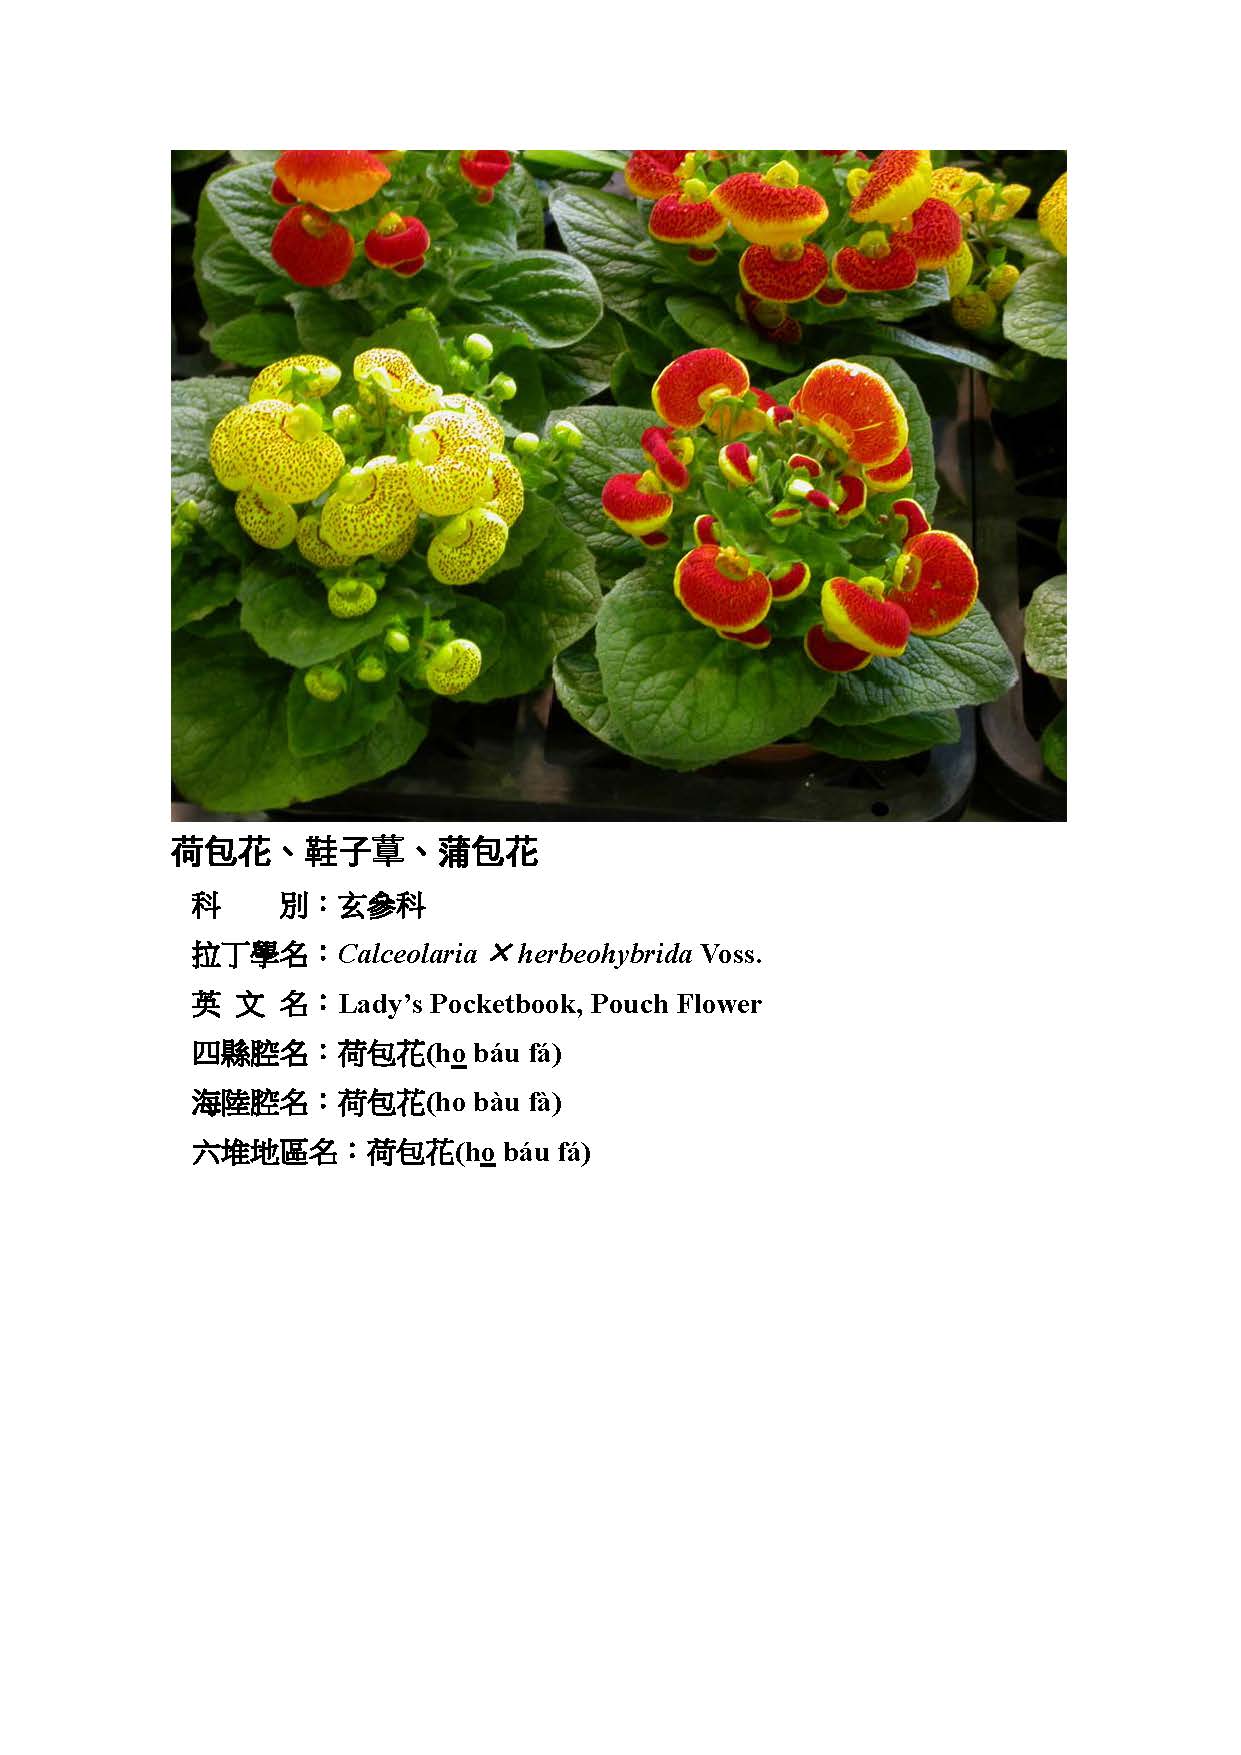 荷包花、鞋子蕈、蒲包花
科　　別：玄參科
拉丁學名：Calceolaria × herbeohybrida Voss.
英 文 名：Lady’s Pocketbook, Pouch Flower
四縣腔名：荷包花(ho̲ báu fá)
海陸腔名：荷包花(ho bàu fà)
六堆地區名：荷包花(ho̲ báu fá)